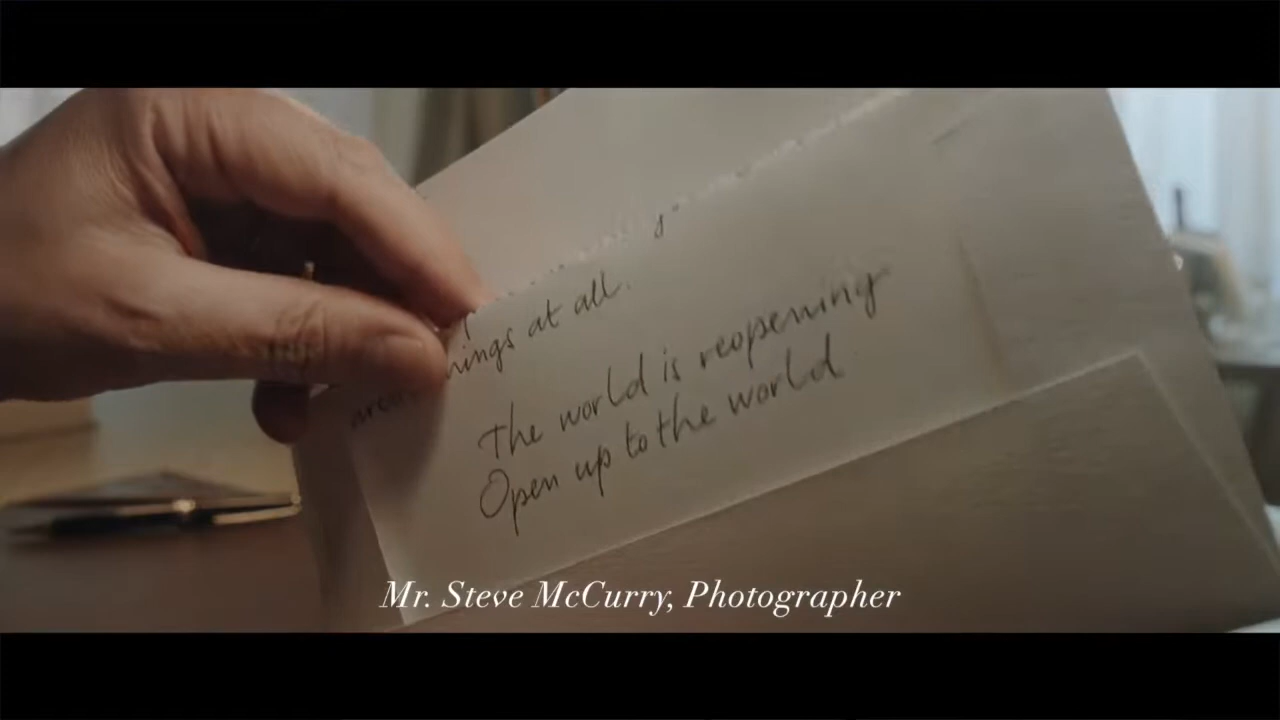 at all.
The world is reopening
Open up to the world
Mr. Steve McCurry, Photographer